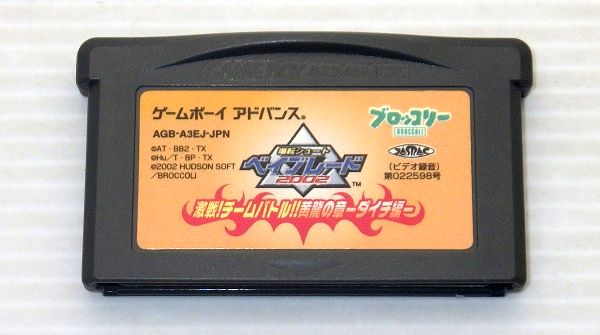 GAME BOY ADVANCE
ゲームボーイ アドバンス®
AGB-A3EJ-JPN
©AT・BB2・TX
©Hu／T・BP・TX
©2002 HUDSON SOFT
/BROCCOLI
爆転シュート
ベイブレード
2002
TM
ブロッコリー
BROCCOLI
JASRAC
(ビデオ録音)
第022598号
激戦!チームバトル!!黄龍の章ーダイチ編ー